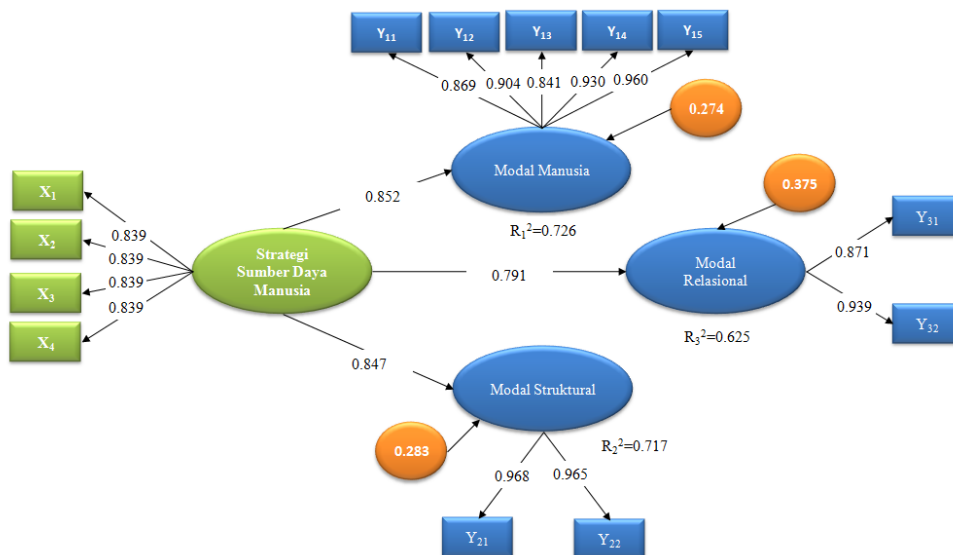 Y11
Y12
Y13
Y14
Y15
0.869
0.904
0.841
0.930
0.960
0.274
Modal Manusia
0.375
X1
0.852
Y31
0.839
R1²=0.726
0.871
X2
0.839
Strategi
Sumber Daya
Manusia
0.791
Modal
Relasional
X3
0.839
0.939
0.839
X4
Y32
R3²=0.625
0.847
Modal Struktural
0.283
R2²=0.717
0.968
0.965
Y21
Y22